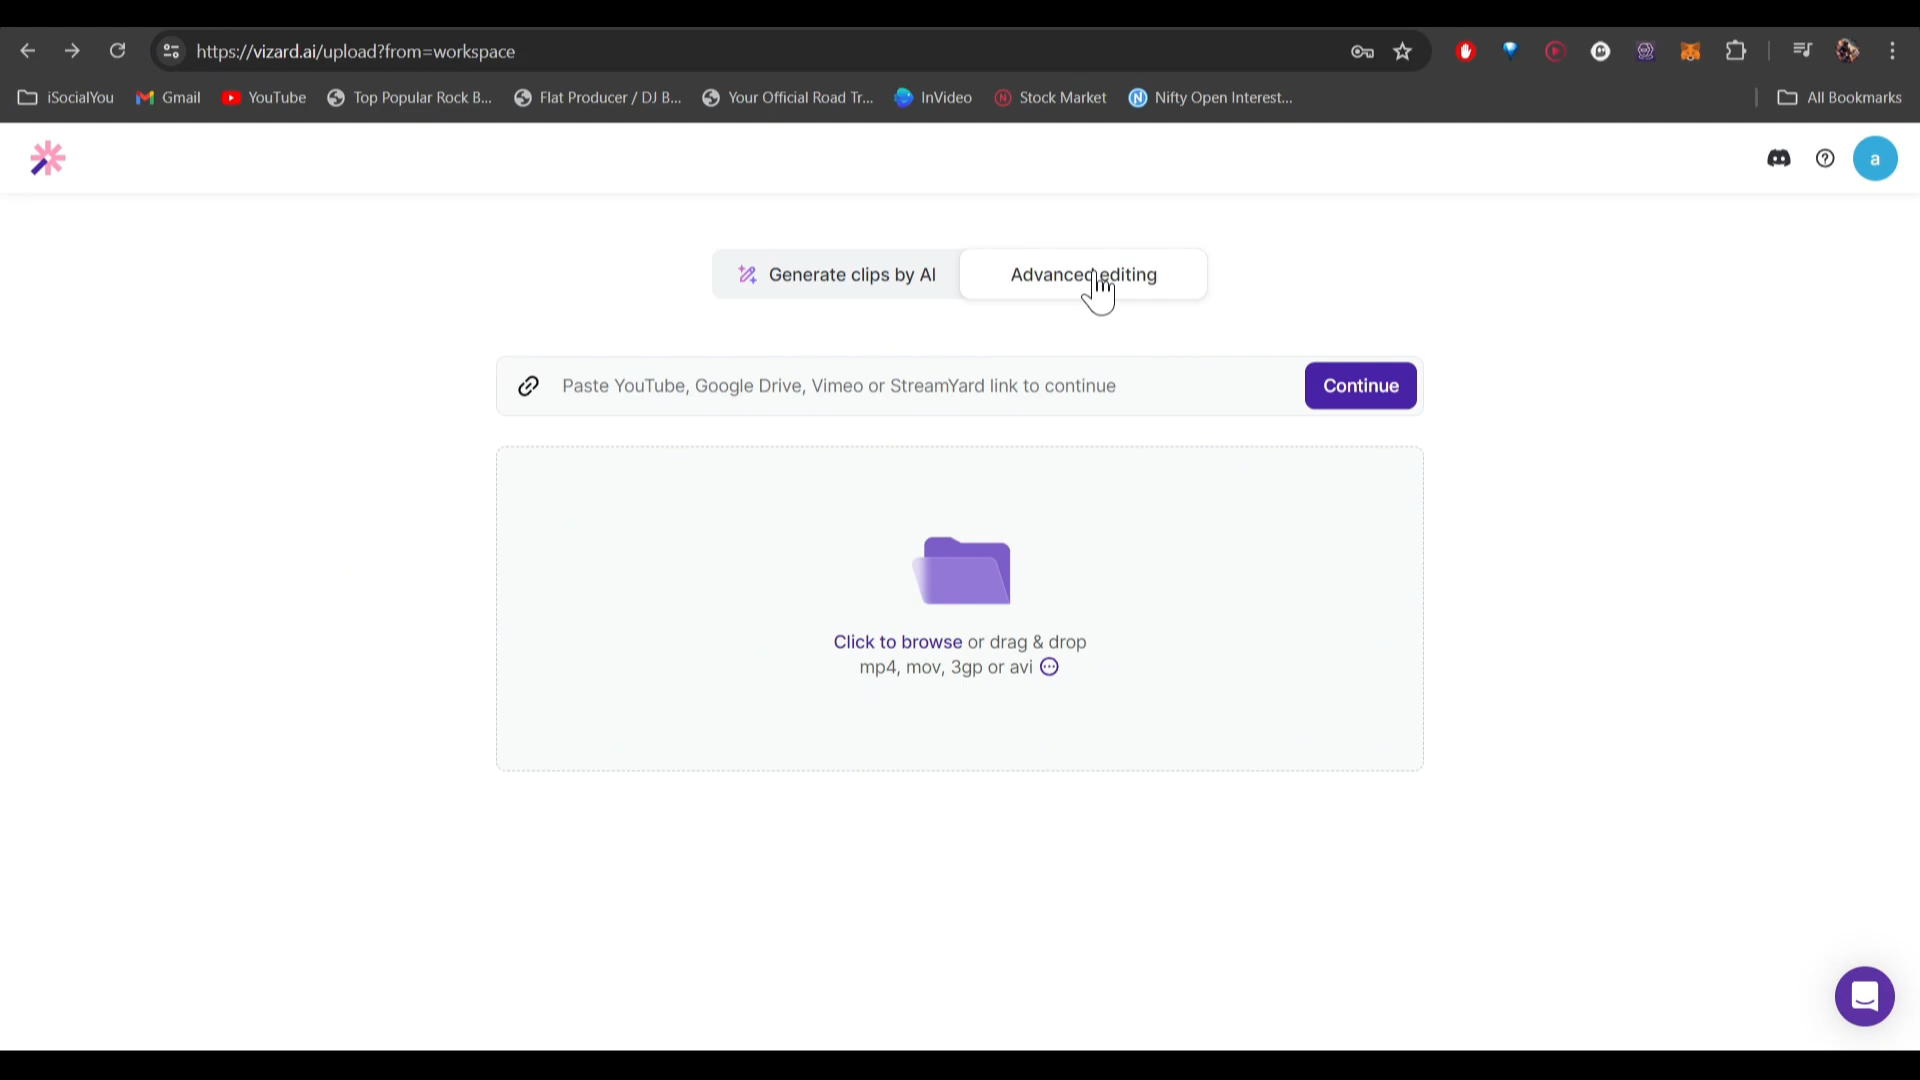 https://vizard.ai/upload?from=workspace
iSocialYou Gmail YouTube Top Popular Rock B... Flat Producer / DJ B... Your Official Road Tr... InVideo Stock Market Nifty Open Interest... All Bookmarks
a
Generate clips by AI Advanced editing
Paste YouTube, Google Drive, Vimeo or StreamYard link to continue Continue
Click to browse or drag & drop
mp4, mov, 3gp or avi